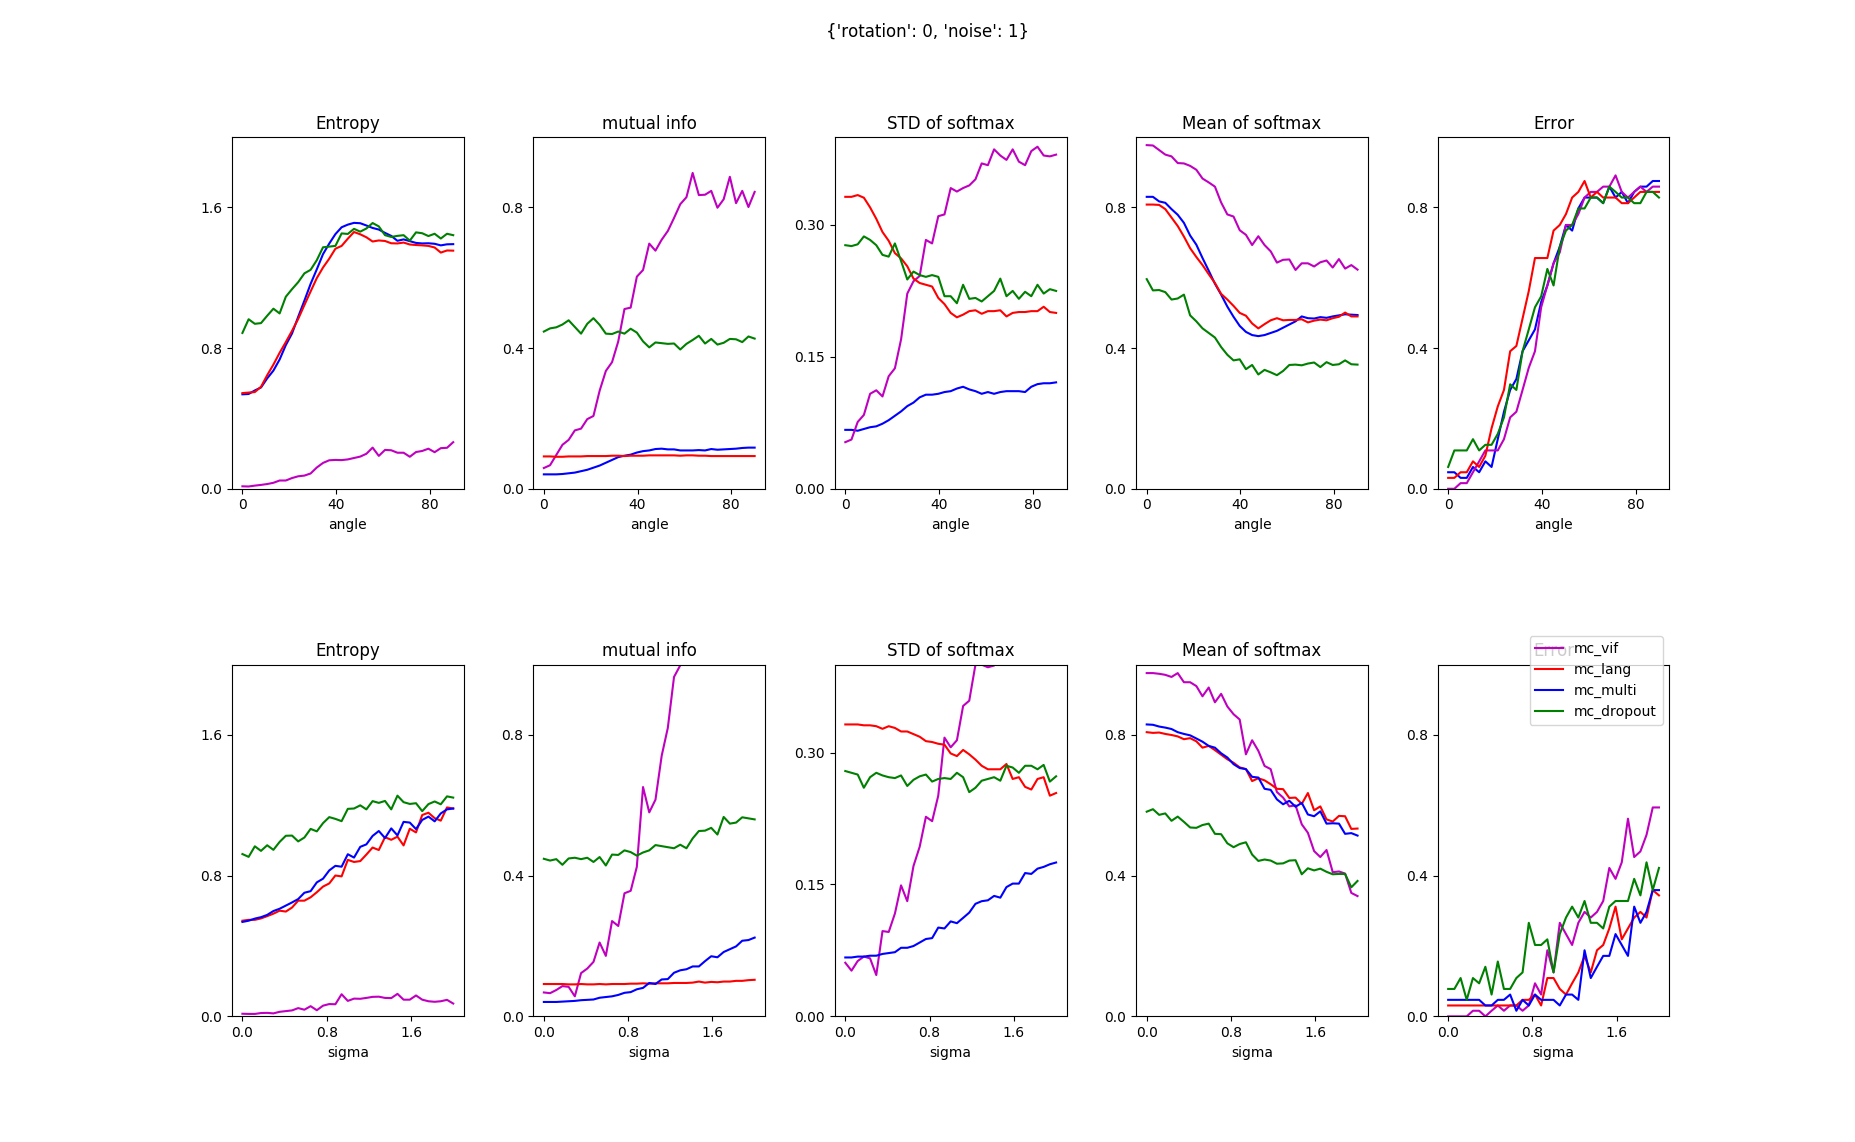 {'rotation': 0, 'noise': 1}
Entropy
mutual info
STD of softmax
Mean of softmax
Error
1.6
0.8
0.0
0 40 80
angle
0.8
0.4
0.0
0 40 80
angle
0.30
0.15
0.00
0 40 80
angle
0.8
0.4
0.0
0 40 80
angle
0.8
0.4
0.0
0 40 80
angle
Entropy
mutual info
STD of softmax
Mean of softmax
Error
mc_vif
mc_lang
mc_multi
mc_dropout
1.6
0.8
0.0
0.0 0.8 1.6
sigma
0.8
0.4
0.0
0.0 0.8 1.6
sigma
0.30
0.15
0.00
0.0 0.8 1.6
sigma
0.8
0.4
0.0
0.0 0.8 1.6
sigma
0.8
0.4
0.0
0.0 0.8 1.6
sigma